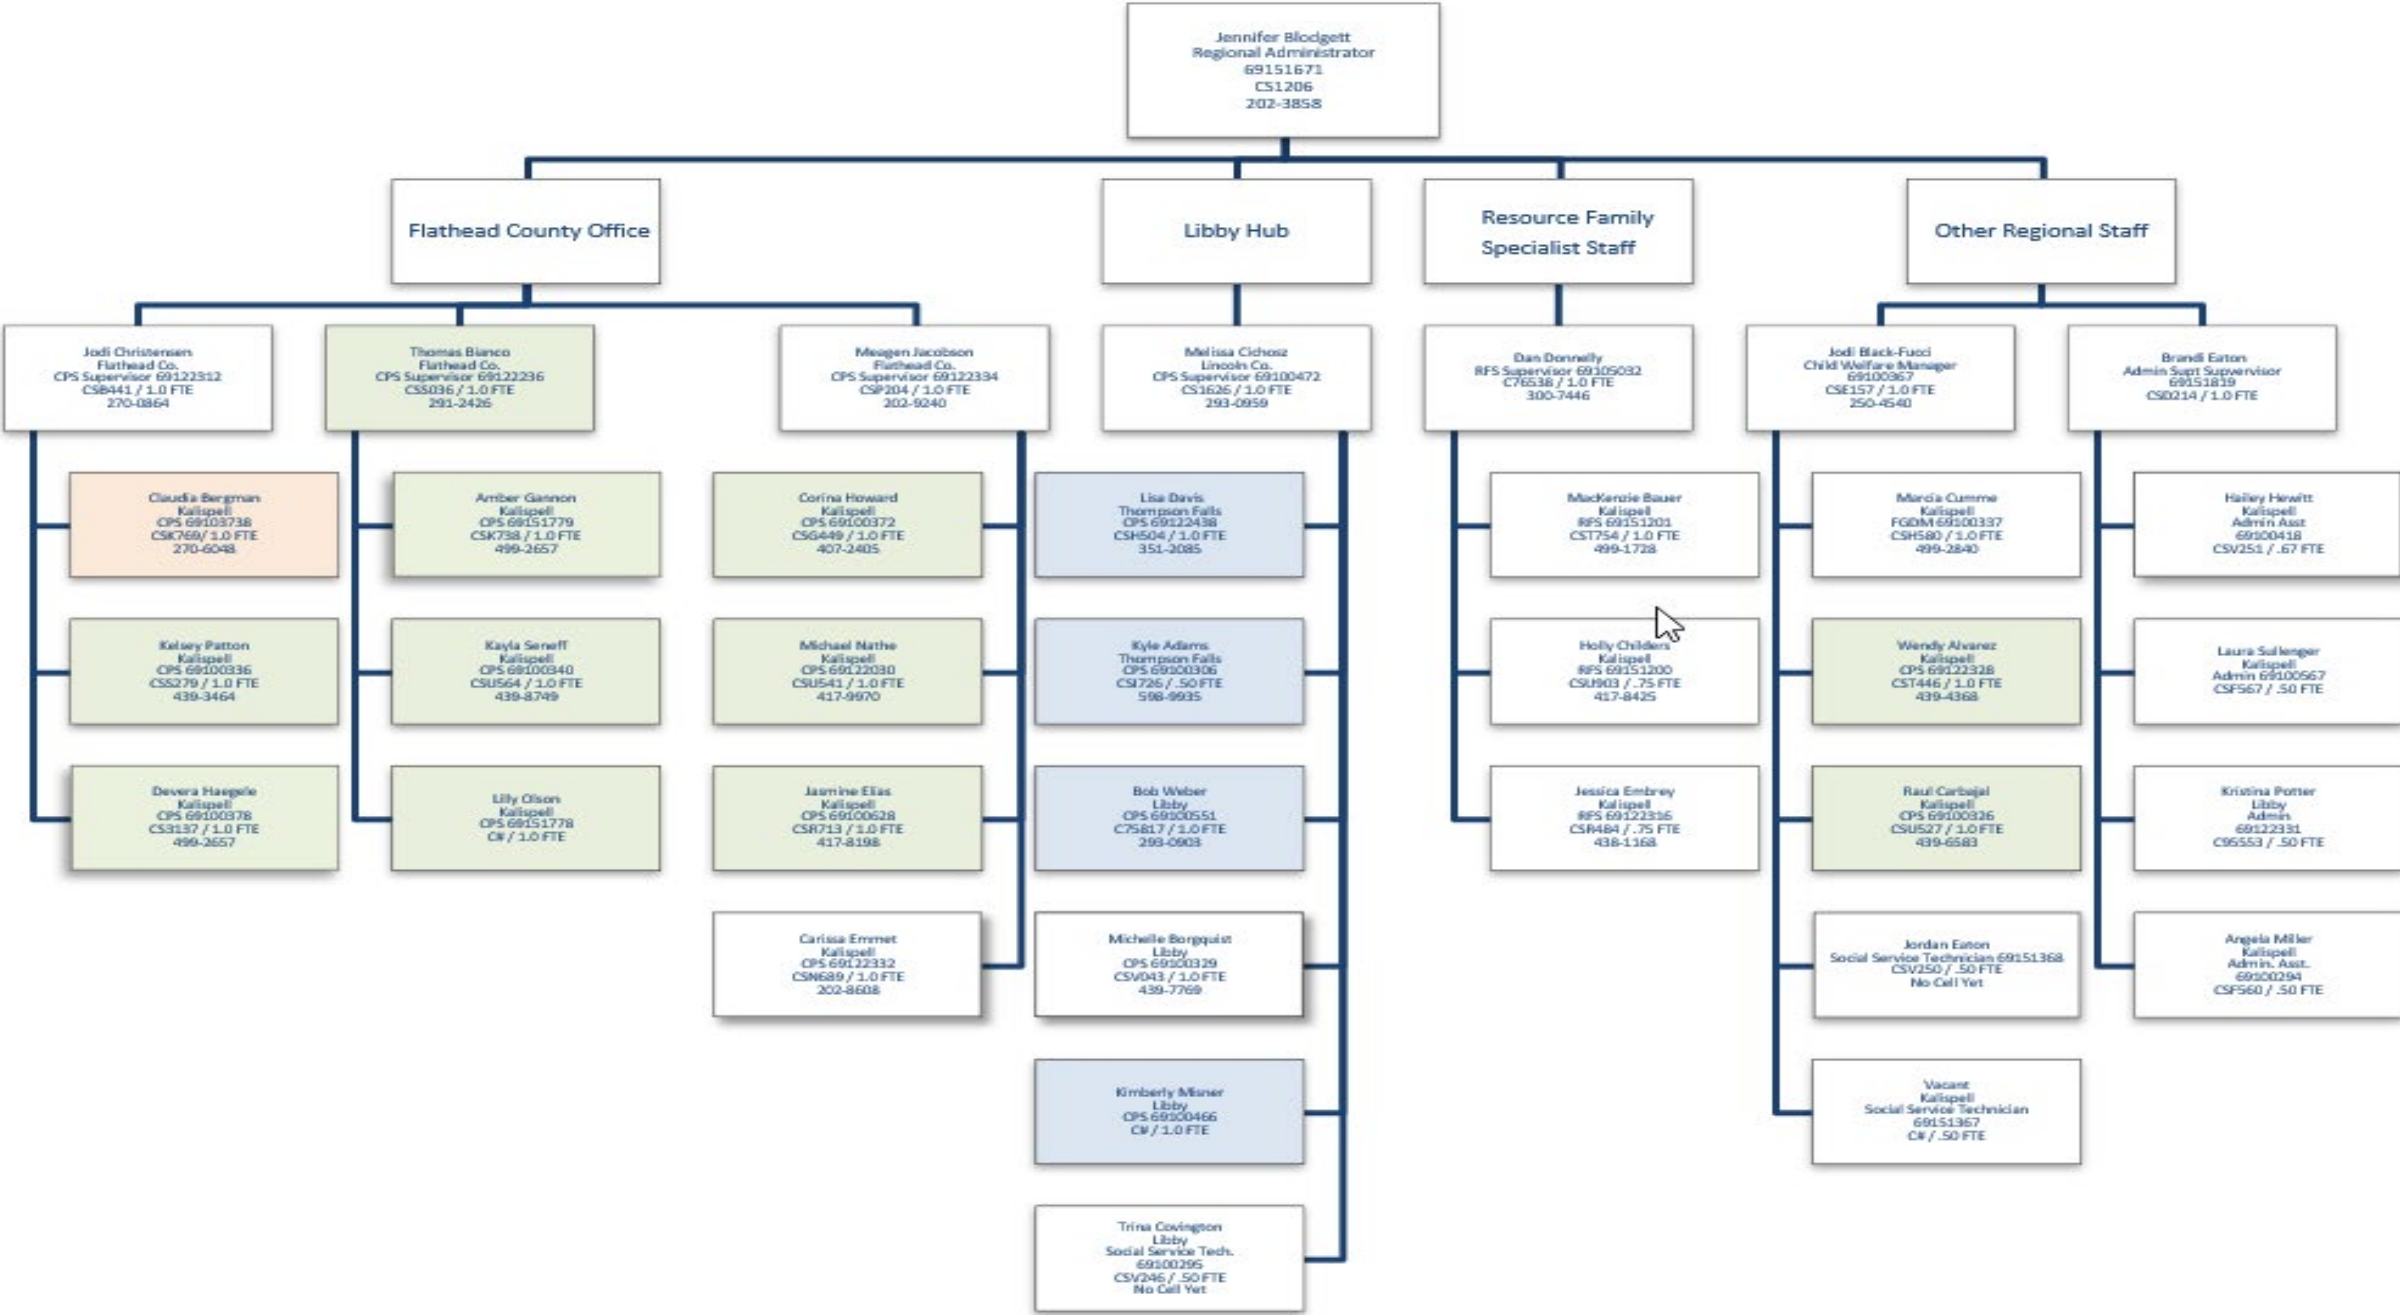 Jennifer Blodgett
Regional Administrator
69151671
CS1206
202-3858
Flathead County Office
Libby Hub
Resource Family
Specialist Staff
Other Regional Staff
Jodi Christensen
Flathead Co.
CPS Supervisor 69122312
CSB441 / 1.0 FTE
270-0864
Thomas Bianco
Flathead Co.
CPS Supervisor 69122236
CSS036 / 1.0 FTE
291-2426
Meagen Jacobson
Flathead Co.
CPS Supervisor 69122334
CSP204 / 1.0 FTE
202-9240
Melissa Cichosz
Lincoln Co.
CPS Supervisor 69100472
CS1626 / 1.0 FTE
293-0959
Dan Donnelly
RFS Supervisor 69105032
C76538 / 1.0 FTE
300-7446
Jodi Black-Fucci
Child Welfare Manager
69100367
CSE157 / 1.0 FTE
250-4540
Brandi Eaton
Admin Supt Supvervisor
69151819
CSD214 / 1.0 FTE
Claudia Bergman
Kalispell
CPS 69103738
CSK769/ 1.0 FTE
270-6048
Kelsey Patton
Kalispell
CPS 69100336
CSS279 / 1.0 FTE
439-3464
Devera Haegele
Kalispell
CPS 69100378
CS3137 / 1.0 FTE
499-2657
Amber Gannon
Kalispell
CPS 69151779
CSK738 / 1.0 FTE
499-2657
Kayla Seneff
Kalispell
CPS 69100340
CSU564 / 1.0 FTE
439-8749
Lilly Olson
Kalispell
CPS 69151778
C# / 1.0 FTE
Corina Howard
Kalispell
CPS 69100372
CSG449 / 1.0 FTE
407-2405
Michael Nathe
Kalispell
CPS 69122030
CSU541 / 1.0 FTE
417-9970
Jasmine Elias
Kalispell
CPS 69100628
CSR713 / 1.0 FTE
417-8198
Carissa Emmet
Kalispell
CPS 69122332
CSN689 / 1.0 FTE
202-8608
Lisa Davis
Thompson Falls
CPS 69122438
CSH504 / 1.0 FTE
351-2085
Kyle Adams
Thompson Falls
CPS 69100306
CSJ726 / .50 FTE
598-9935
Bob Weber
Libby
CPS 69100551
C75817 / 1.0 FTE
293-0903
Michelle Borgquist
Libby
CPS 69100329
CSV043 / 1.0 FTE
439-7769
Kimberly Misner
Libby
CPS 69100466
C# / 1.0 FTE
Trina Covington
Libby
Social Service Tech.
69100295
CSV246 / .50 FTE
No Cell Yet
MacKenzie Bauer
Kalispell
RFS 69151201
CST754 / 1.0 FTE
499-1728
Holly Childers
Kalispell
RFS 69151200
CSU903 / .75 FTE
417-8425
Jessica Embrey
Kalispell
RFS 69122316
CSR484 / .75 FTE
438-1168
Marcia Cumme
Kalispell
FGDM 69100337
CSH580 / 1.0 FTE
499-2840
Wendy Alvarez
Kalispell
CPS 69122328
CST446 / 1.0 FTE
439-4368
Raul Carbajal
Kalispell
CPS 69100326
CSU527 / 1.0 FTE
439-6583
Jordan Eaton
Social Service Technician 69151368
CSV250 / .50 FTE
No Cell Yet
Vacant
Kalispell
Social Service Technician
69151367
C# / .50 FTE
Hailey Hewitt
Kalispell
Admin Asst
69100418
CSV251 / .67 FTE
Laura Sullenger
Kalispell
Admin 69100567
CSF567 / .50 FTE
Kristina Potter
Libby
Admin
69122331
C95553 / .50 FTE
Angela Miller
Kalispell
Admin. Asst.
69100294
CSF560 / .50 FTE